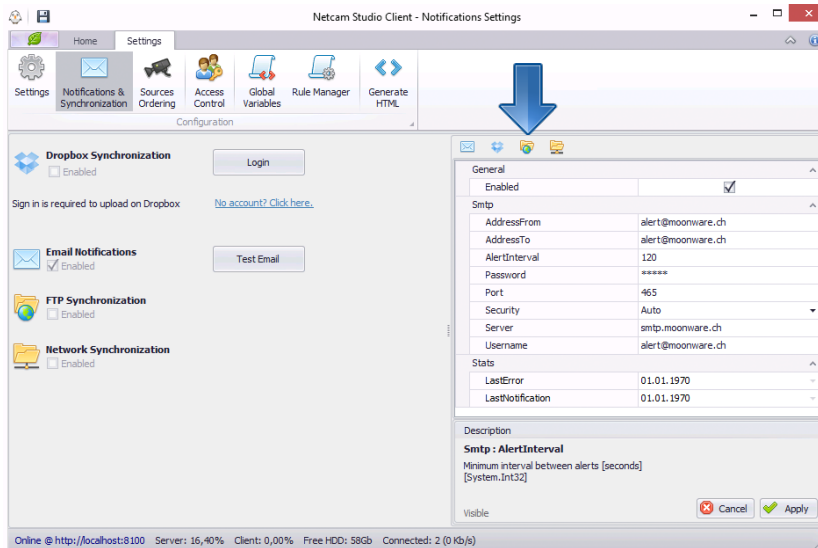 Netcam Studio Client - Notifications Settings
Home Settings
Settings
Notifications & Synchronization
Sources Ordering
Access Control
Global Variables
Rule Manager
Generate HTML
Configuration
Dropbox Synchronization
Enabled
Login
Sign in is required to upload on Dropbox
No account? Click here.
Email Notifications
Enabled
Test Email
FTP Synchronization
Enabled
Network Synchronization
Enabled
General
Enabled
Smtp
AddressFrom alert@moonware.ch
AddressTo alert@moonware.ch
AlertInterval 120
Password *****
Port 465
Security Auto
Server smtp.moonware.ch
Username alert@moonware.ch
Stats
LastError 01.01.1970
LastNotification 01.01.1970
Description
Smtp : AlertInterval
Minimum interval between alerts [seconds]
[System.Int32]
Visible
Cancel Apply
Online @ http://localhost:8100 Server: 16,40% Client: 0,00% Free HDD: 58Gb Connected: 2 (0 Kb/s)